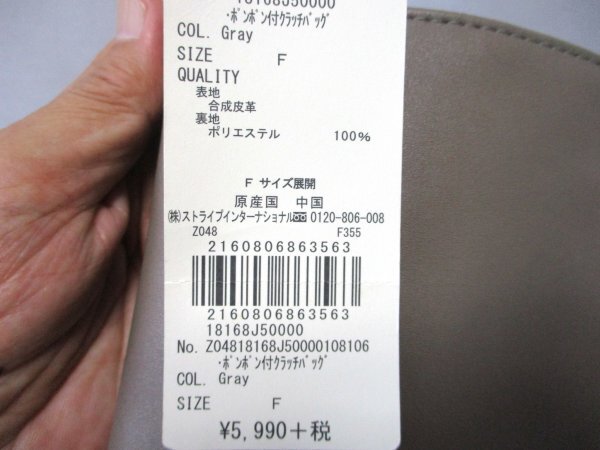 18168J50000
･ﾎﾟﾝﾎﾟﾝ付ｸﾗｯﾁﾊﾞｯｸﾞ
COL. Gray
SIZE F
QUALITY
表地
合成皮革
裏地
ポリエステル 100%
F サイズ展開
原産国 中国
㈱ストライプインターナショナル 0120-806-008
Z048 F355
2160806863563
2160806863563
18168J50000
No. Z04818168J50000108106
･ﾎﾟﾝﾎﾟﾝ付ｸﾗｯﾁﾊﾞｯｸﾞ
COL. Gray
SIZE F
¥5,990+税